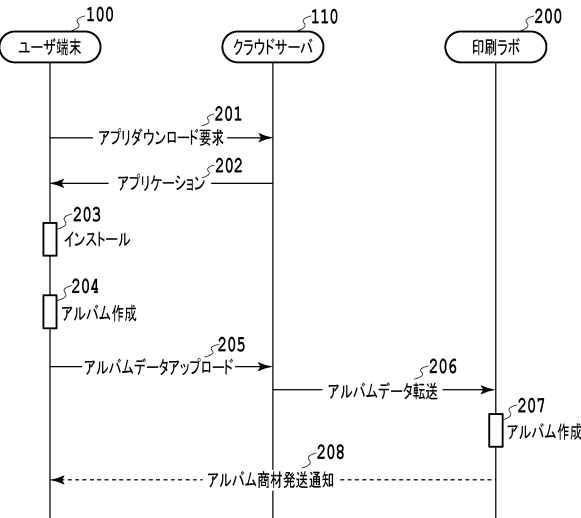 100
110
200
ユーザ端末
クラウドサーバ
印刷ラボ
201
アプリダウンロード要求
202
アプリケーション
203
インストール
204
アルバム作成
205
アルバムデータアップロード
206
アルバムデータ転送
207
アルバム作成
208
アルバム商材発送通知